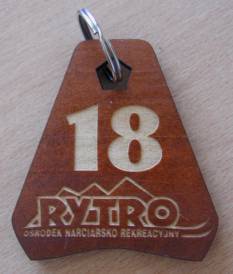 18
RYTRO
OŚRODEK NARCIARSKO REKREACYJNY